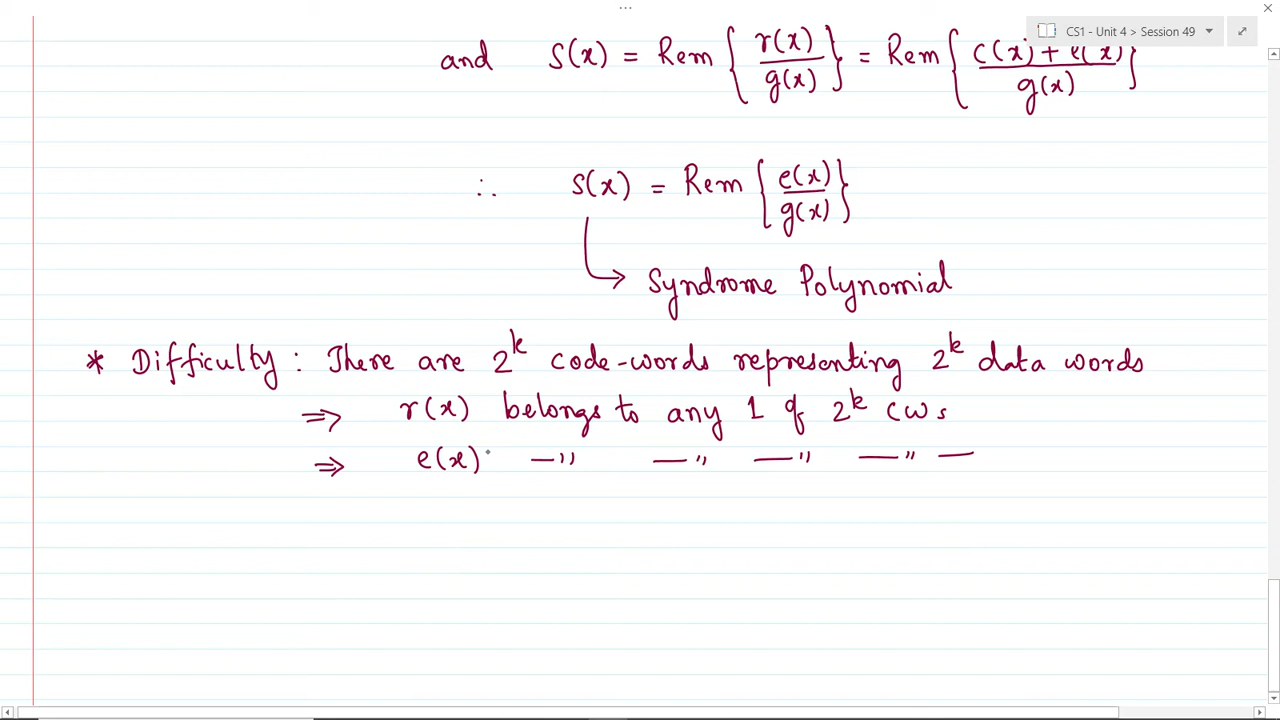 CS1 - Unit 4 > Session 49
and S(x) = Rem { r(x) / g(x) } = Rem { c(x) + e(x) / g(x) }
∴ S(x) = Rem { e(x) / g(x) }
Syndrome Polynomial
* Difficulty : There are 2^k code-words representing 2^k data words
⇒ r(x) belongs to any 1 of 2^k cws
⇒ e(x) —〃 —〃 —〃 —〃 —